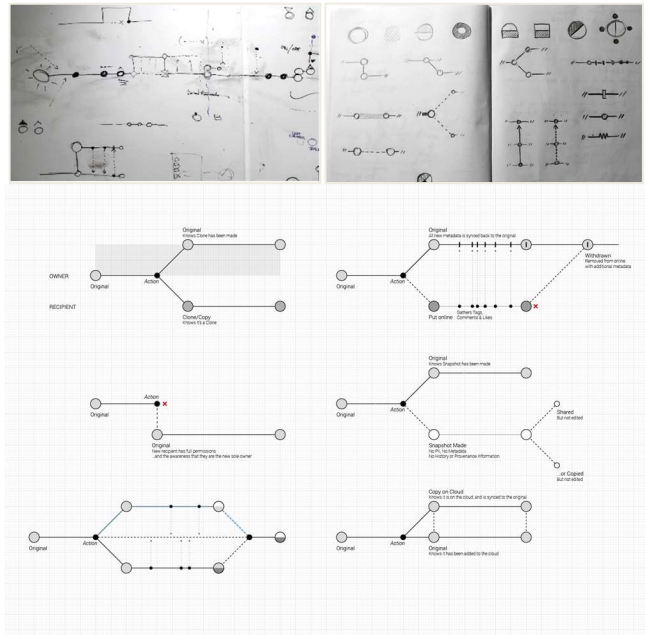 Original
Knows Clone has been made
OWNER
Original
Action
RECIPIENT
Clone/Copy
Knows it's a Clone
Original
All new metadata is synced back to the original
Withdrawn
Removed from online
with additional metadata
Original
Action
Put online
Gathers Tags,
Comments & Likes
Action
Original
Original
New recipient has full permissions
...and the awareness that they are the new sole owner
Original
Knows Snapshot has been made
Original
Action
Shared
But not edited
Snapshot Made
No PII, No Metadata
No History or Provenance Information
...or Copied
But not edited
Original
Action
Copy on Cloud
Knows it is on the cloud and is synced to the original
Original
Action
Original
Knows it has been added to the cloud